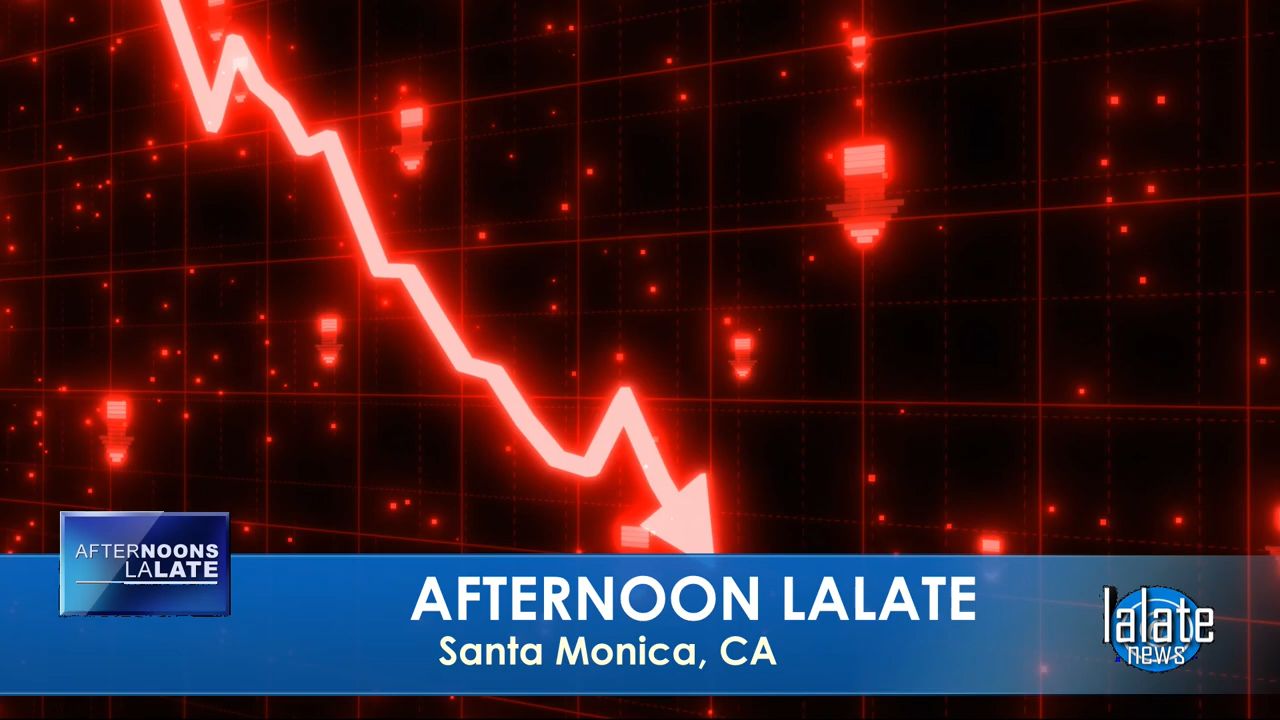 AFTERNOONS
LALATE
AFTERNOON LALATE
Santa Monica, CA
lalate
news